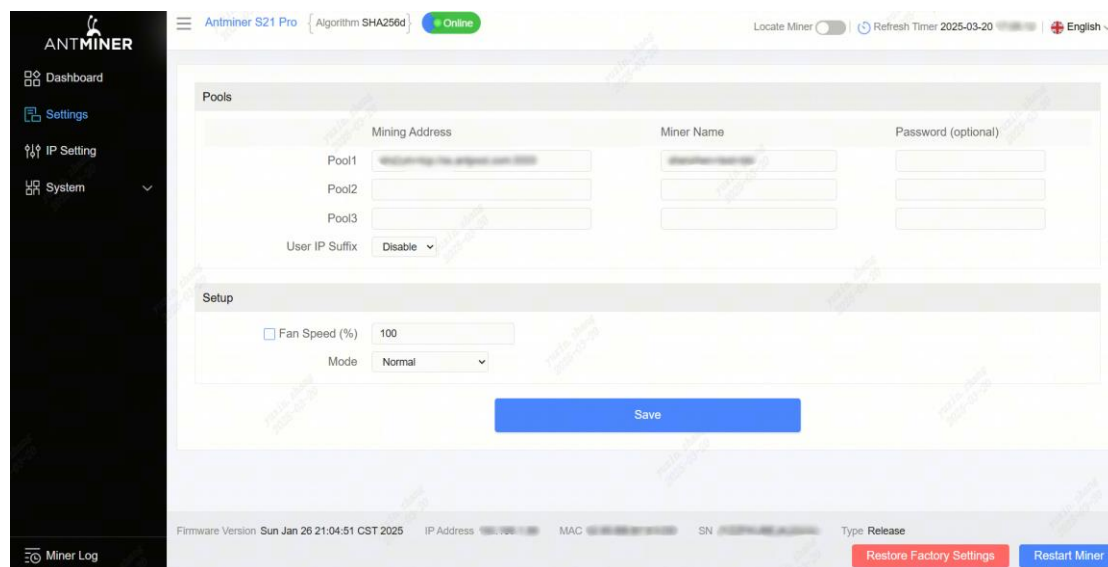 ANTMINER
Antminer S21 Pro {Algorithm SHA256d} Online
Locate Miner Refresh Timer 2025-03-20 English
Dashboard
Settings
IP Setting
System
Pools
Mining Address Miner Name Password (optional)
Pool1
Pool2
Pool3
User IP Suffix Disable
Setup
Fan Speed (%) 100
Mode Normal
Save
Firmware Version Sun Jan 26 21:04:51 CST 2025 IP Address MAC SN Type Release
Miner Log
Restore Factory Settings Restart Miner